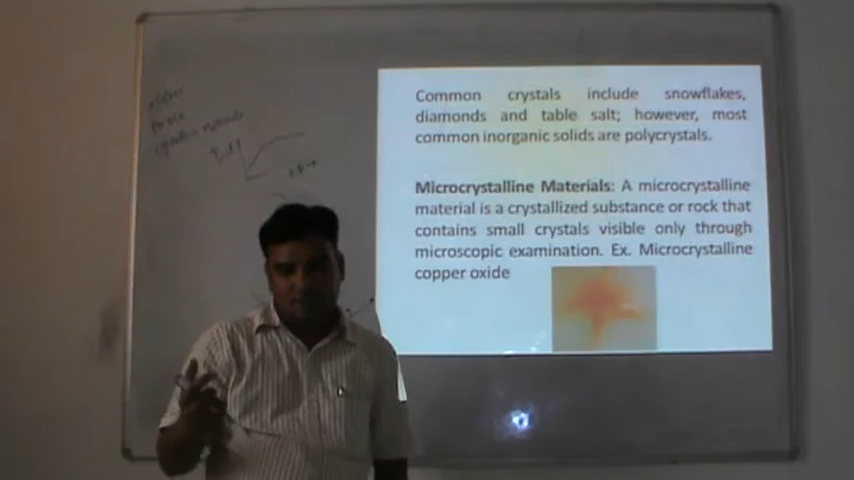 Common crystals include snowflakes,
diamonds and table salt; however, most
common inorganic solids are polycrystals.
Microcrystalline Materials: A microcrystalline
material is a crystallized substance or rock that
contains small crystals visible only through
microscopic examination. Ex. Microcrystalline
copper oxide